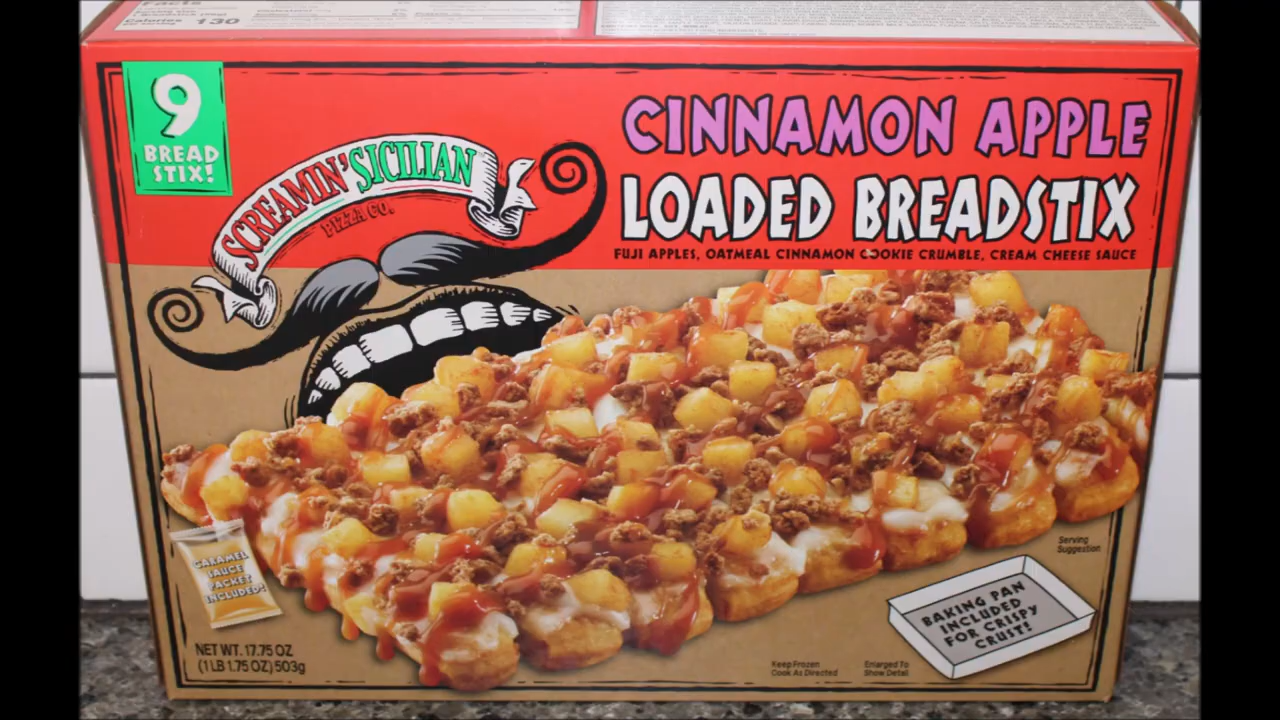 Calories 130
9
BREAD
STIX!
SCREAMIN' SICILIAN
PIZZA CO.
CINNAMON APPLE
LOADED BREADSTIX
FUJI APPLES, OATMEAL CINNAMON COOKIE CRUMBLE, CREAM CHEESE SAUCE
CARAMEL
SAUCE
PACKET
INCLUDED!
NET WT. 17.75 OZ
(1 LB 1.75 OZ) 503g
Serving
Suggestion
BAKING PAN
INCLUDED
FOR CRISPY
CRUST!
Keep Frozen
Cook As Directed
Enlarged To
Show Detail